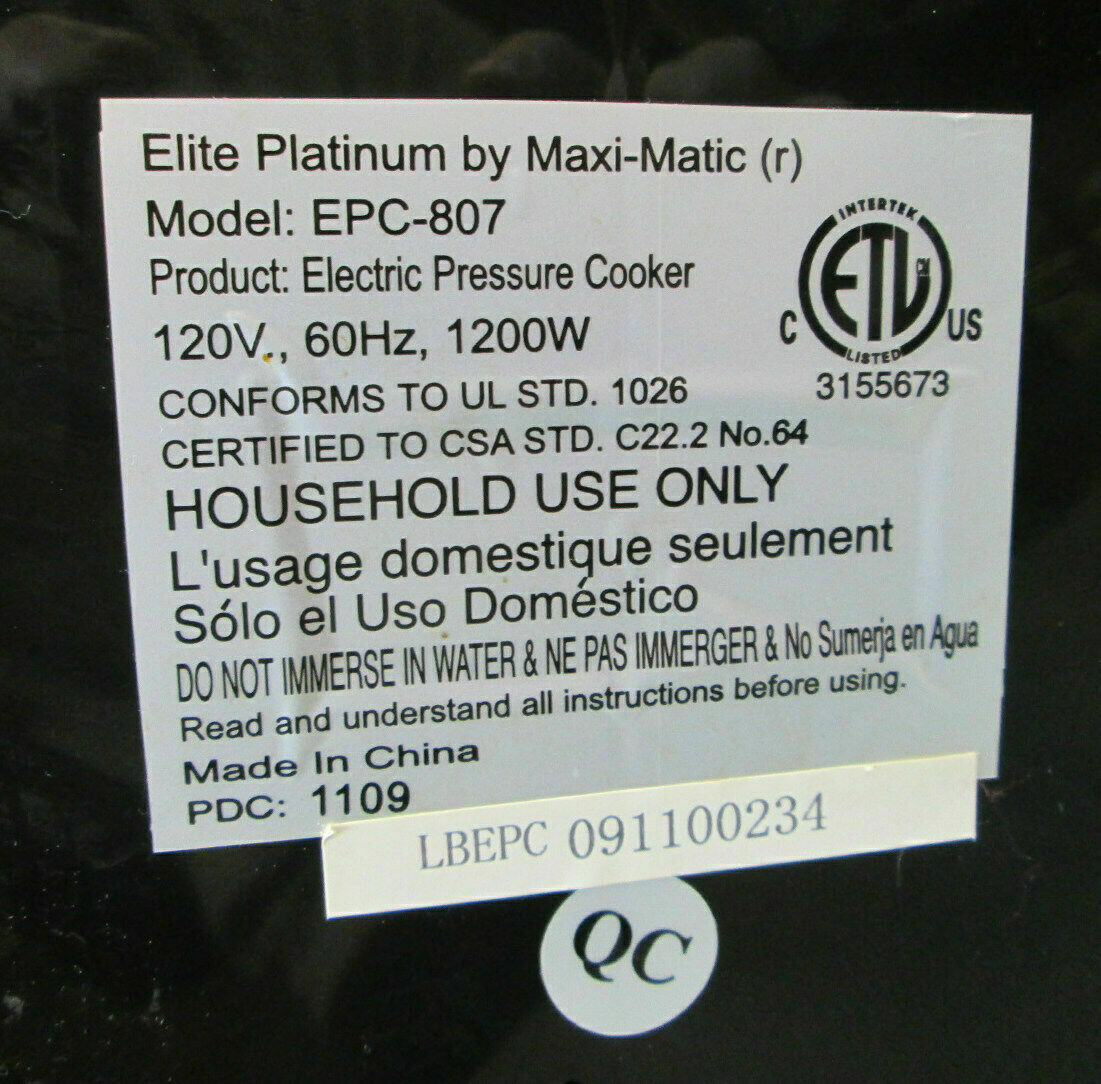 Elite Platinum by Maxi-Matic (r)
Model: EPC-807
Product: Electric Pressure Cooker
120V., 60Hz, 1200W
CONFORMS TO UL STD. 1026
CERTIFIED TO CSA STD. C22.2 No.64
INTERTEK
ETL CM
C US
LISTED
3155673
HOUSEHOLD USE ONLY
L'usage domestique seulement
Sólo el Uso Doméstico
DO NOT IMMERSE IN WATER & NE PAS IMMERGER & No Sumerja en Agua
Read and understand all instructions before using.
Made In China
PDC: 1109
LBEPC 091100234
QC